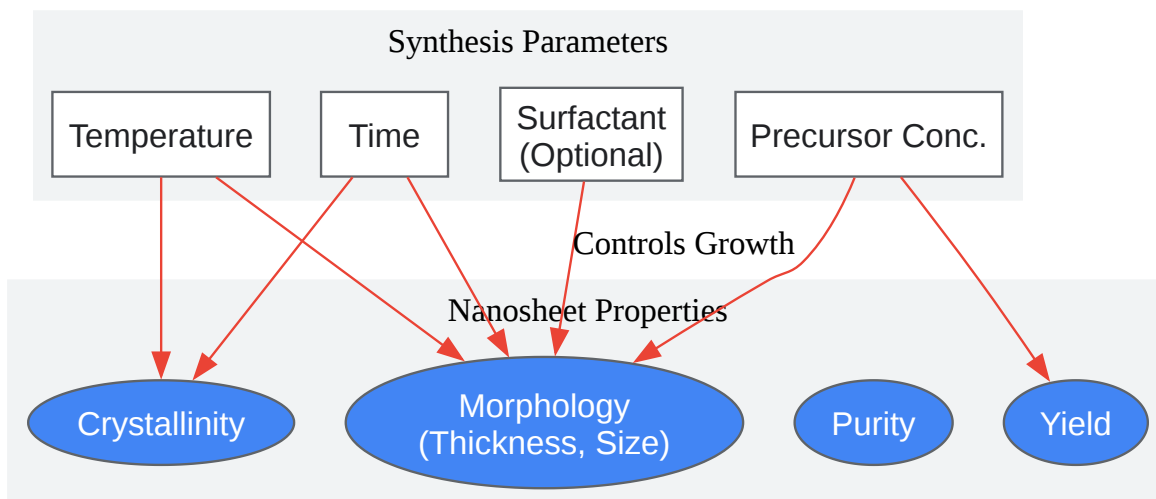 Synthesis Parameters
Temperature
Time
Surfactant
(Optional)
Precursor Conc.
Controls Growth
Nanosheet Properties
Crystallinity
Morphology
(Thickness, Size)
Purity
Yield